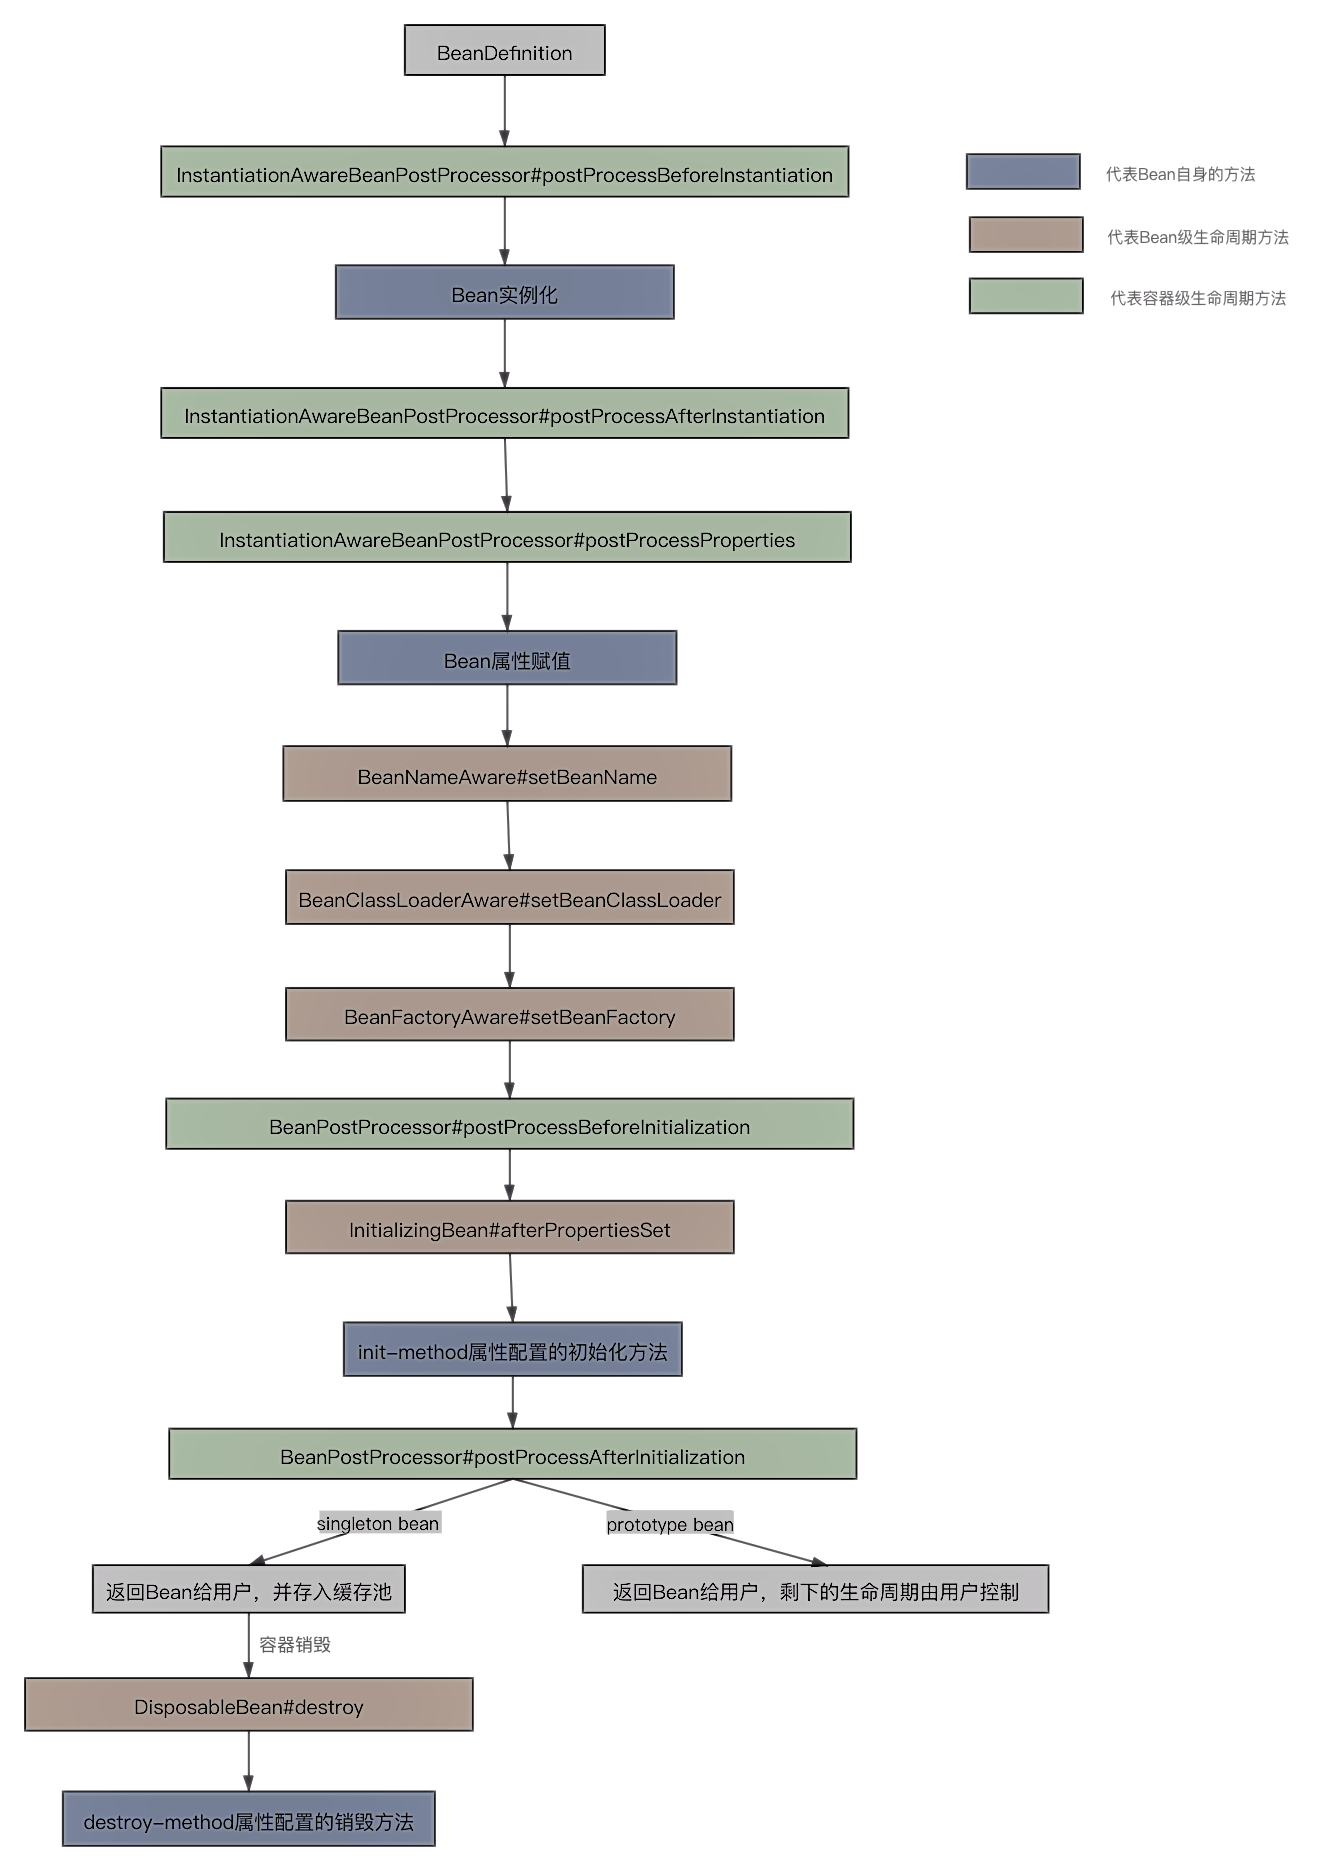 BeanDefinition
InstantiationAwareBeanPostProcessor#postProcessBeforeInstantiation
代表Bean自身的方法
代表Bean级生命周期方法
代表容器级生命周期方法
Bean实例化
InstantiationAwareBeanPostProcessor#postProcessAfterInstantiation
InstantiationAwareBeanPostProcessor#postProcessProperties
Bean属性赋值
BeanNameAware#setBeanName
BeanClassLoaderAware#setBeanClassLoader
BeanFactoryAware#setBeanFactory
BeanPostProcessor#postProcessBeforeInitialization
InitializingBean#afterPropertiesSet
init-method属性配置的初始化方法
BeanPostProcessor#postProcessAfterInitialization
singleton bean
prototype bean
返回Bean给用户，并存入缓存池
返回Bean给用户，剩下的生命周期由用户控制
容器销毁
DisposableBean#destroy
destroy-method属性配置的销毁方法